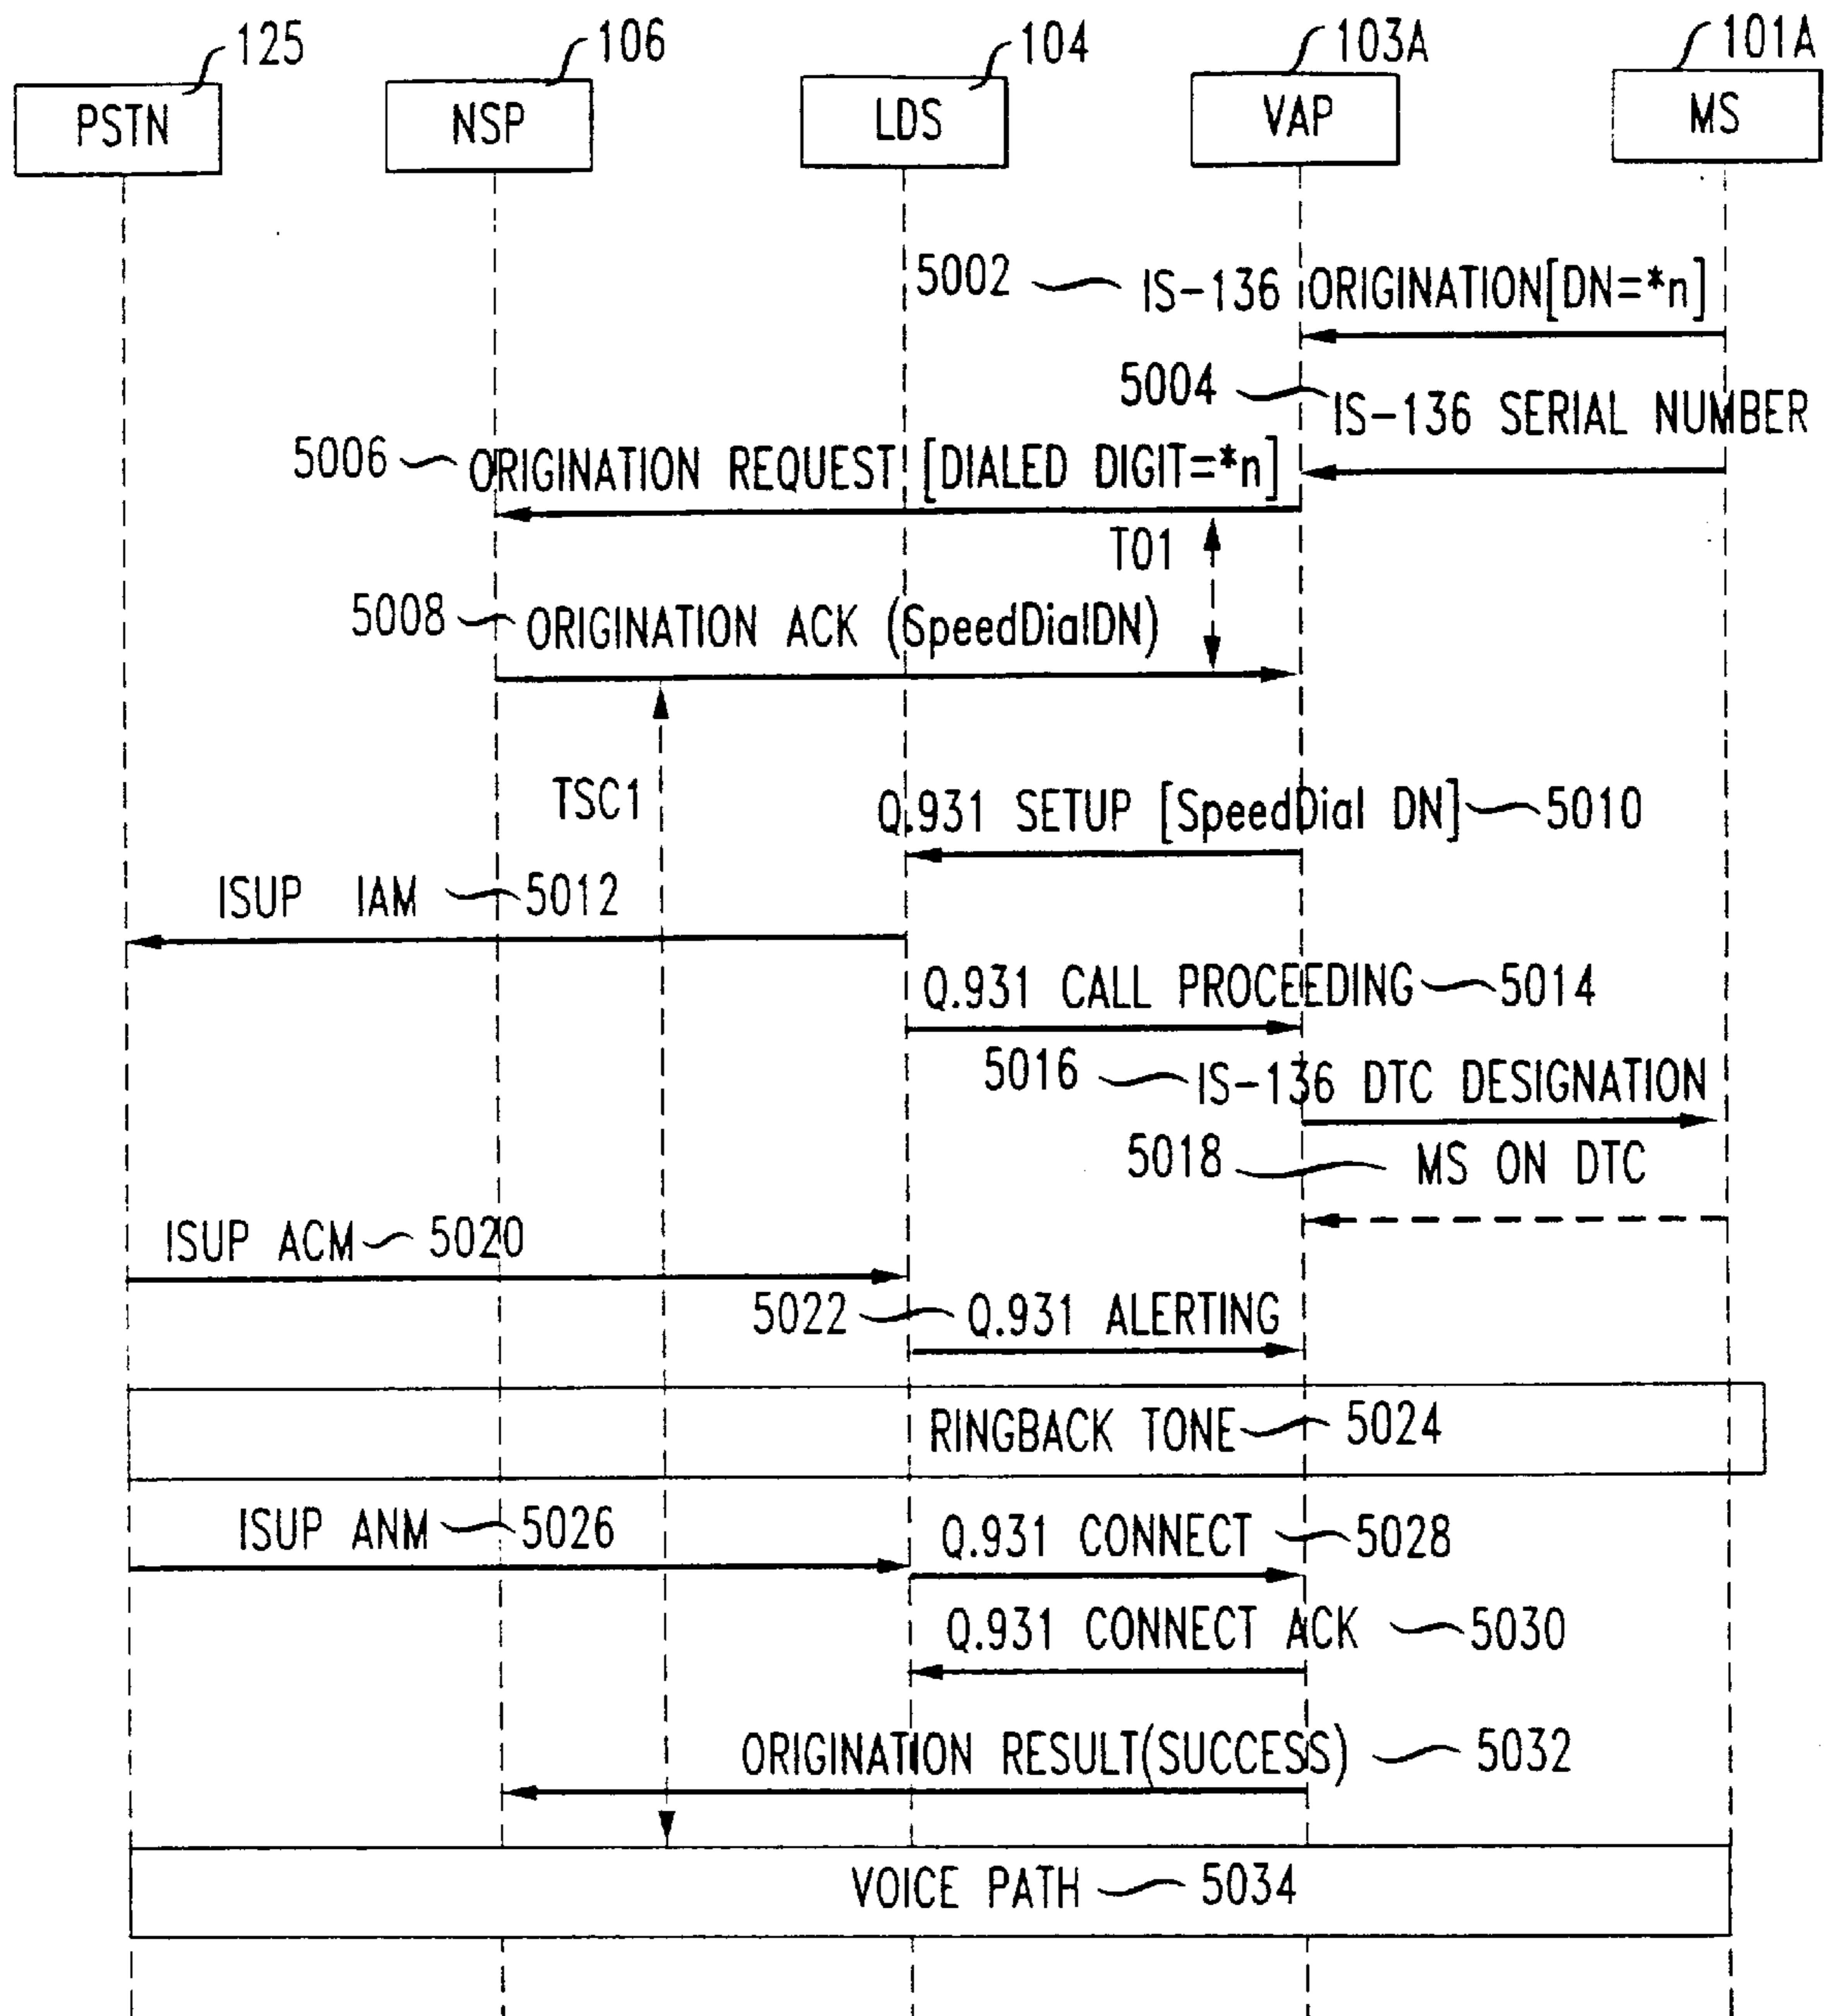 125
106
104
103A
101A
PSTN
NSP
LDS
VAP
MS
5002 IS-136 ORIGINATION[DN=*n]
5004 IS-136 SERIAL NUMBER
5006 ORIGINATION REQUEST [DIALED DIGIT=*n]
TO1
5008 ORIGINATION ACK (SpeedDialDN)
TSC1
Q.931 SETUP [SpeedDial DN] 5010
ISUP IAM 5012
Q.931 CALL PROCEEDING 5014
5016 IS-136 DTC DESIGNATION
5018 MS ON DTC
ISUP ACM 5020
5022 Q.931 ALERTING
RINGBACK TONE 5024
ISUP ANM 5026
Q.931 CONNECT 5028
Q.931 CONNECT ACK 5030
ORIGINATION RESULT(SUCCESS) 5032
VOICE PATH 5034